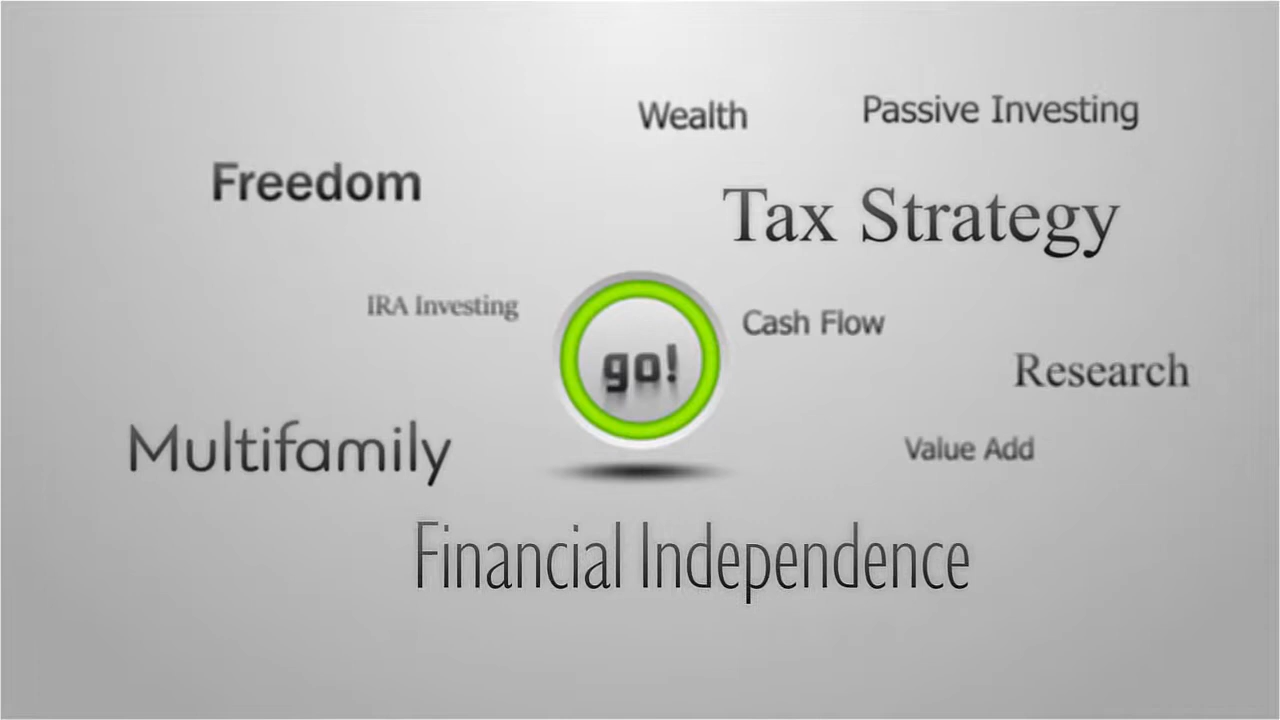 Wealth
Passive Investing
Freedom
Tax Strategy
IRA Investing
Cash Flow
go!
Research
Multifamily
Value Add
Financial Independence